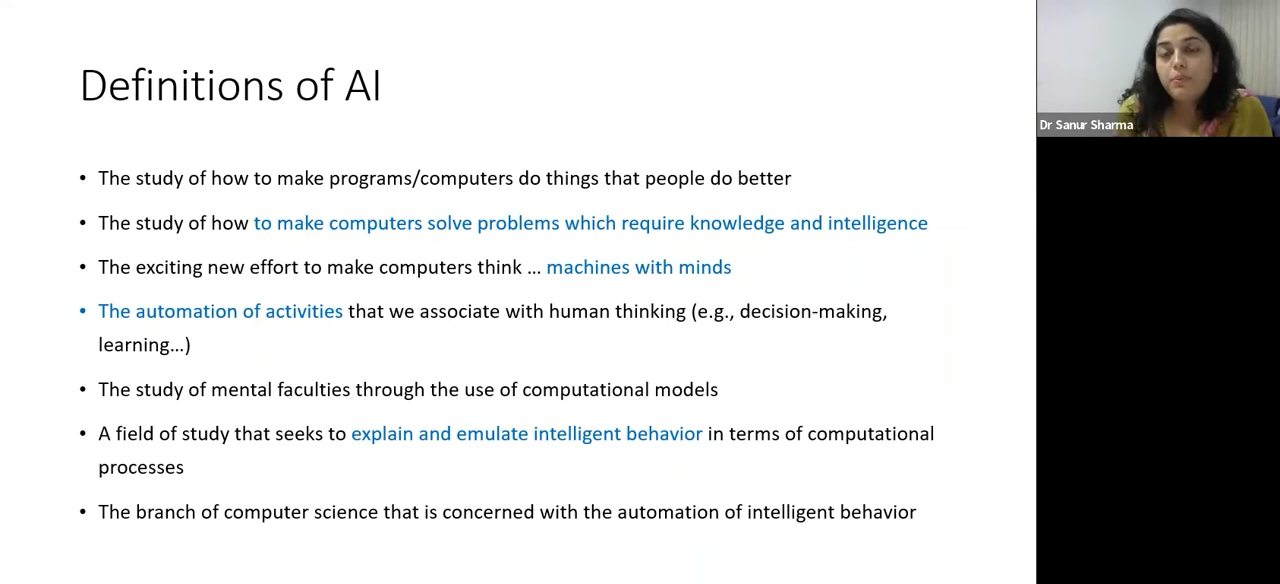 Definitions of AI
• The study of how to make programs/computers do things that people do better
• The study of how to make computers solve problems which require knowledge and intelligence
• The exciting new effort to make computers think … machines with minds
• The automation of activities that we associate with human thinking (e.g., decision-making,
learning…)
• The study of mental faculties through the use of computational models
• A field of study that seeks to explain and emulate intelligent behavior in terms of computational
processes
• The branch of computer science that is concerned with the automation of intelligent behavior
Dr Sanur Sharma